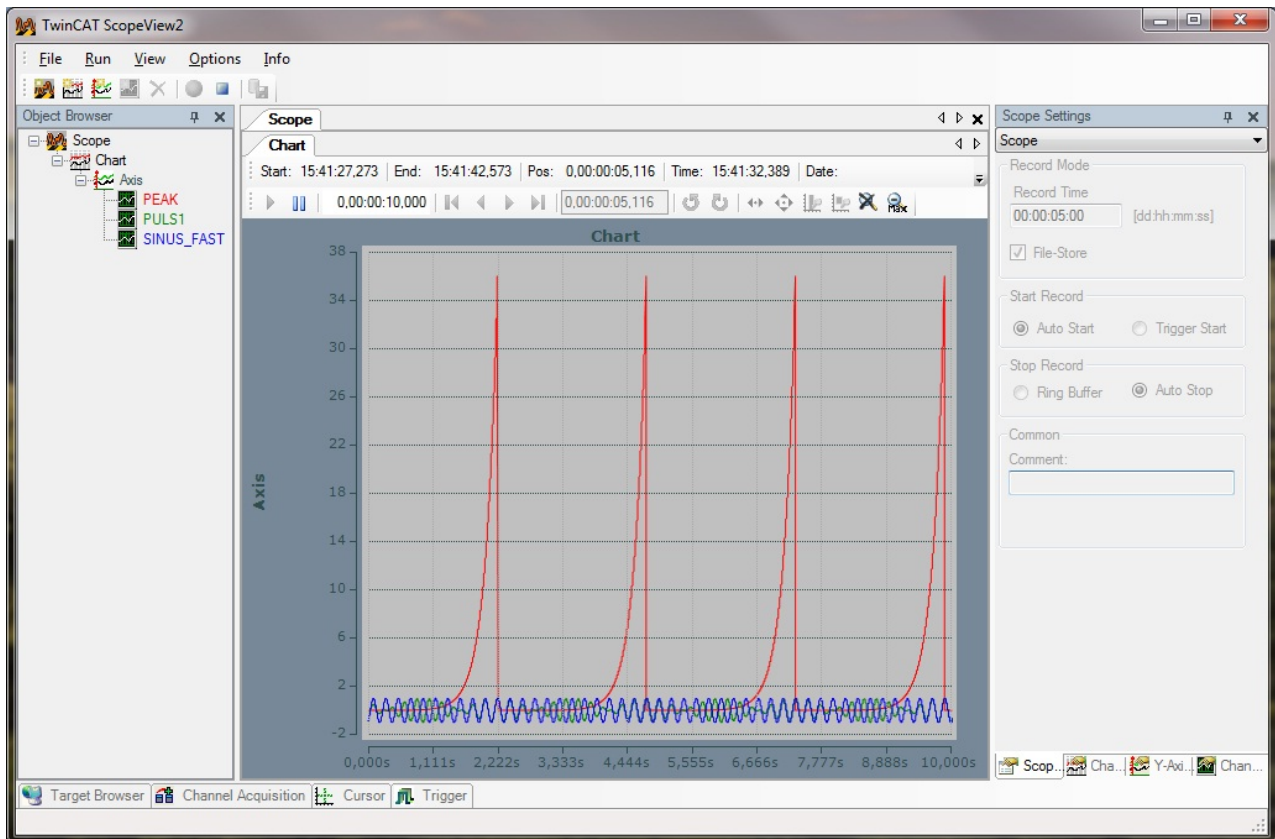 TwinCAT ScopeView2
File Run View Options Info
Object Browser
Scope
Chart
Axis
PEAK
PULS1
SINUS_FAST
Scope
Chart
Start: 15:41:27,273 End: 15:41:42,573 Pos: 0,00:00:05,116 Time: 15:41:32,389 Date:
0,00:00:10,000 0,00:00:05,116 Max
Chart
38
34
30
26
22
18
14
10
6
2
-2
Axis
0,000s 1,111s 2,222s 3,333s 4,444s 5,555s 6,666s 7,777s 8,888s 10,000s
Scope Settings
Scope
Record Mode
Record Time
00:00:05:00 [dd:hh:mm:ss]
File-Store
Start Record
Auto Start Trigger Start
Stop Record
Ring Buffer Auto Stop
Common
Comment:
Scop... Cha... Y-Axi... Chan...
Target Browser Channel Acquisition Cursor Trigger